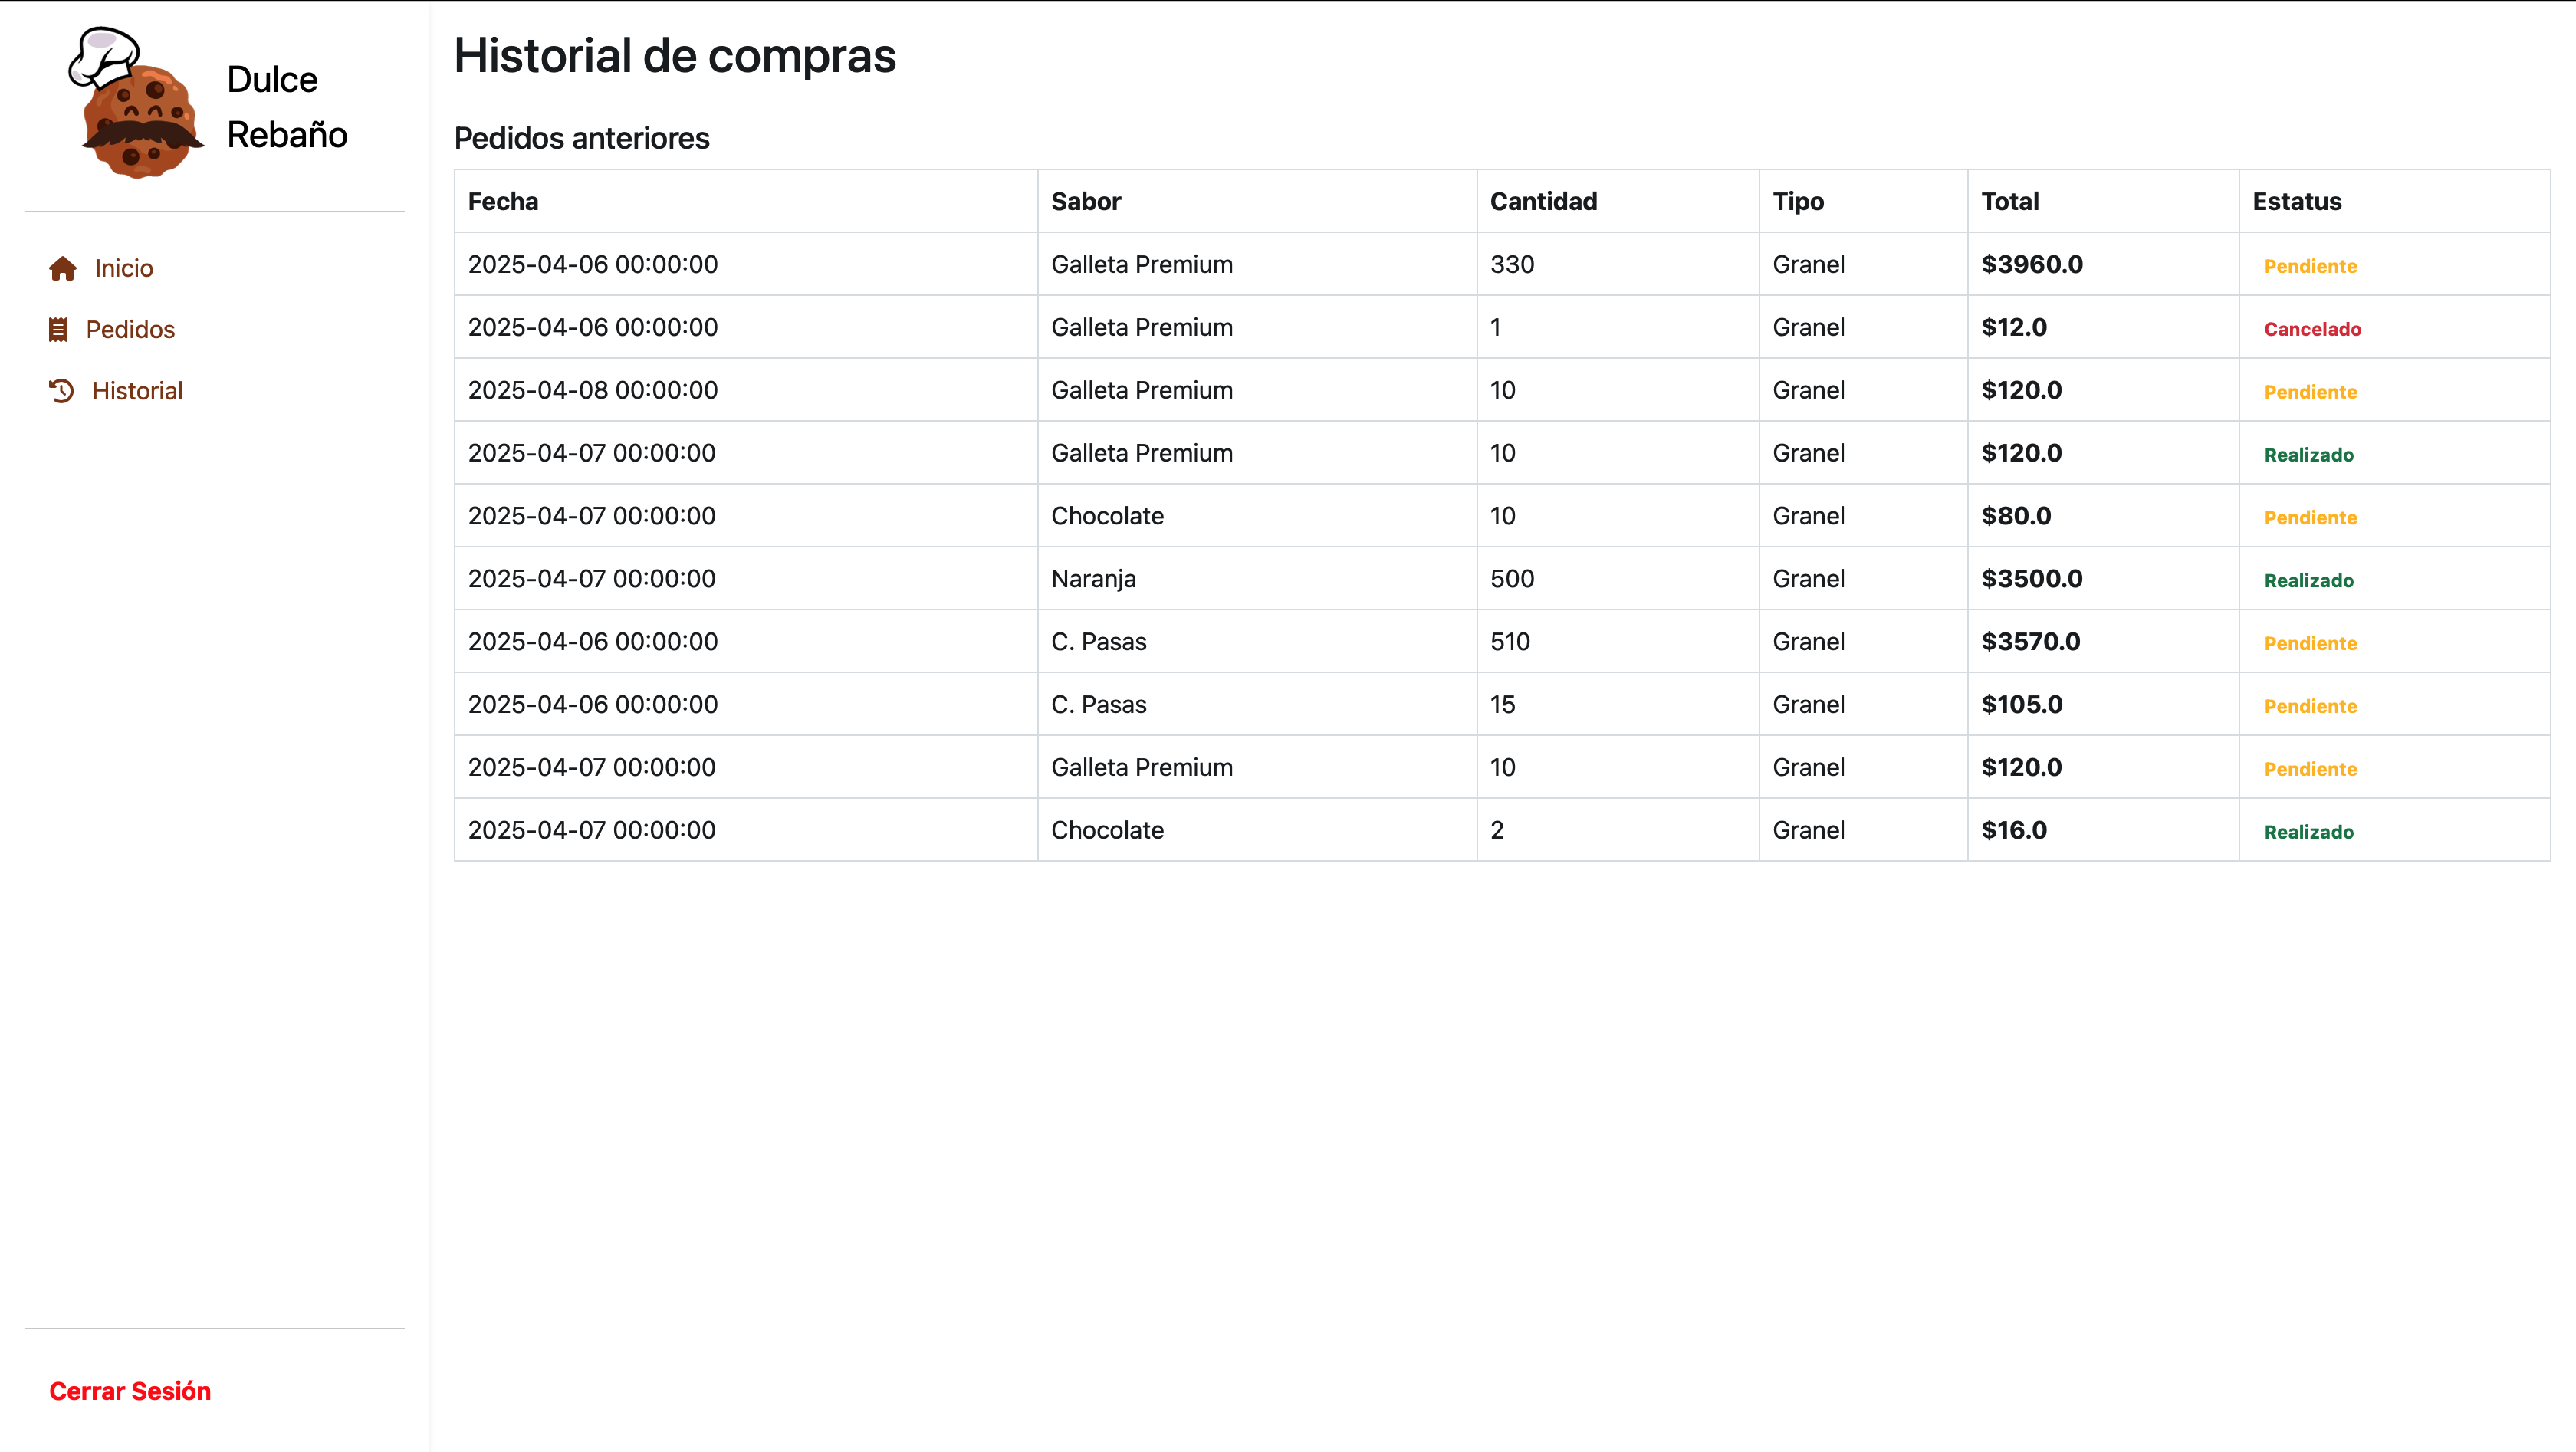 Dulce
Rebaño
Inicio
Pedidos
Historial
Cerrar Sesión
Historial de compras
Pedidos anteriores
Fecha Sabor Cantidad Tipo Total Estatus
2025-04-06 00:00:00 Galleta Premium 330 Granel $3960.0 Pendiente
2025-04-06 00:00:00 Galleta Premium 1 Granel $12.0 Cancelado
2025-04-08 00:00:00 Galleta Premium 10 Granel $120.0 Pendiente
2025-04-07 00:00:00 Galleta Premium 10 Granel $120.0 Realizado
2025-04-07 00:00:00 Chocolate 10 Granel $80.0 Pendiente
2025-04-07 00:00:00 Naranja 500 Granel $3500.0 Realizado
2025-04-06 00:00:00 C. Pasas 510 Granel $3570.0 Pendiente
2025-04-06 00:00:00 C. Pasas 15 Granel $105.0 Pendiente
2025-04-07 00:00:00 Galleta Premium 10 Granel $120.0 Pendiente
2025-04-07 00:00:00 Chocolate 2 Granel $16.0 Realizado